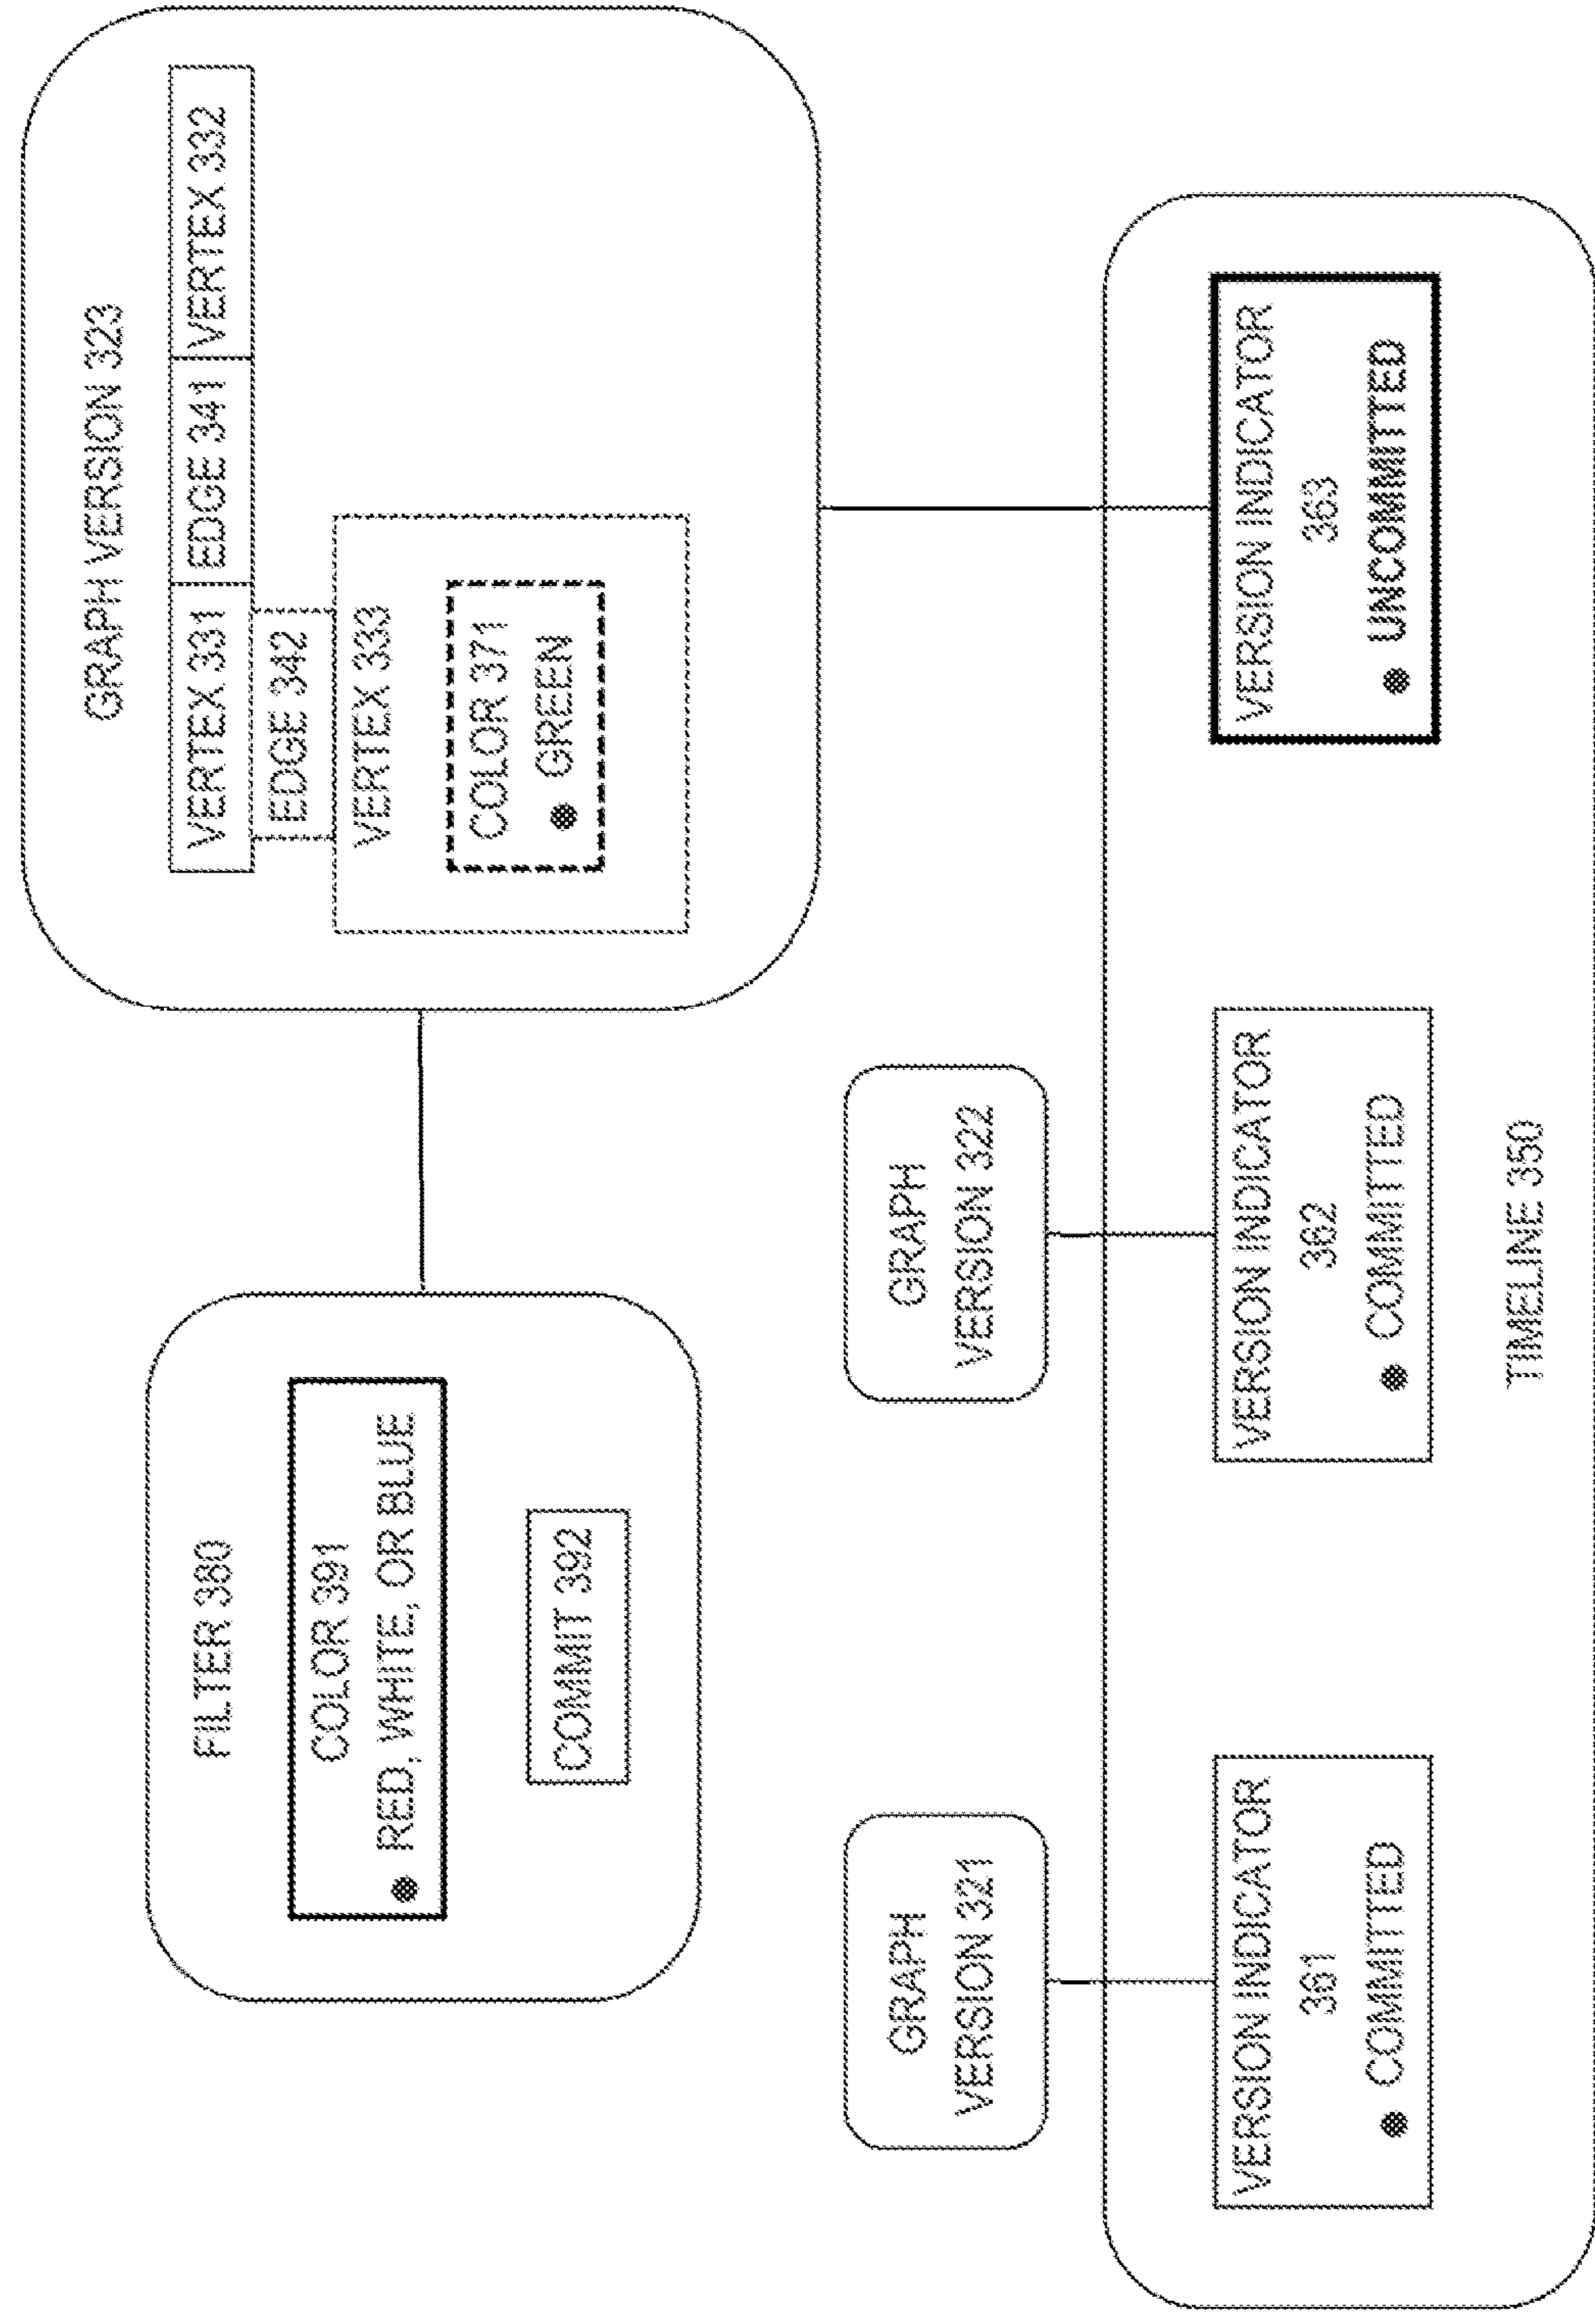 FILTER 380
COLOR 391
● RED, WHITE, OR BLUE
COMMIT 392
GRAPH VERSION 323
VERTEX 331 EDGE 341 VERTEX 332
EDGE 342
VERTEX 333
COLOR 371
● GREEN
GRAPH
VERSION 321
GRAPH
VERSION 322
VERSION INDICATOR
361
● COMMITTED
VERSION INDICATOR
362
● COMMITTED
VERSION INDICATOR
363
● UNCOMMITTED
TIMELINE 350